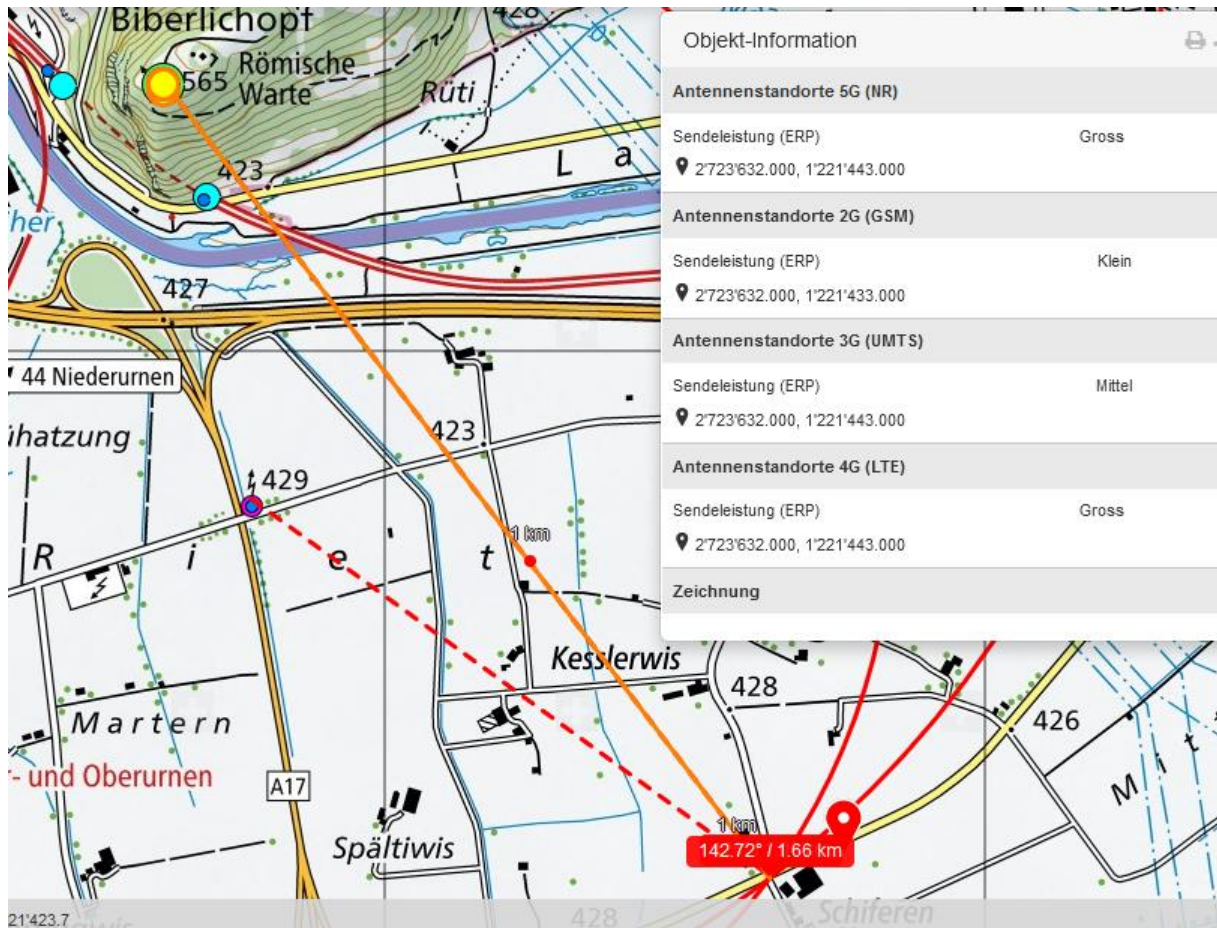 428
Biberlichopf
565
Römische
Warte
Rüti
423
L a
her
427
44 Niederurnen
hatzung
423
429
1 km
R i e t
Kesslerwis
428
426
Martern
- und Oberurnen
A17
Mit
1 km
142.72° / 1.66 km
Spältiwis
21'423.7
428
Schiferen
Objekt-Information
Antennenstandorte 5G (NR)
Sendeleistung (ERP) Gross
2'723'632.000, 1'221'443.000
Antennenstandorte 2G (GSM)
Sendeleistung (ERP) Klein
2'723'632.000, 1'221'433.000
Antennenstandorte 3G (UMTS)
Sendeleistung (ERP) Mittel
2'723'632.000, 1'221'443.000
Antennenstandorte 4G (LTE)
Sendeleistung (ERP) Gross
2'723'632.000, 1'221'443.000
Zeichnung